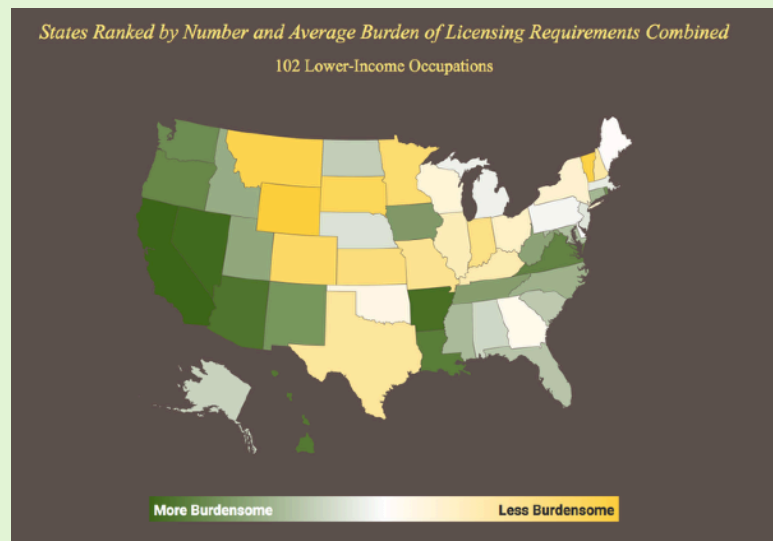 States Ranked by Number and Average Burden of Licensing Requirements Combined
102 Lower-Income Occupations
More Burdensome
Less Burdensome